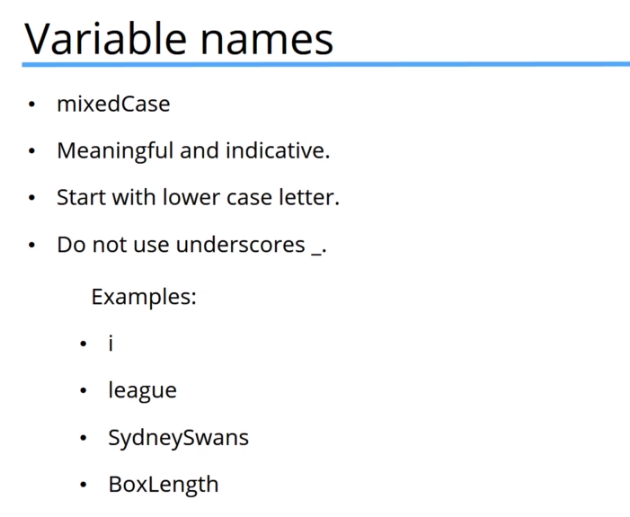 Variable names
• mixedCase
• Meaningful and indicative.
• Start with lower case letter.
• Do not use underscores _.
Examples:
• i
• league
• SydneySwans
• BoxLength